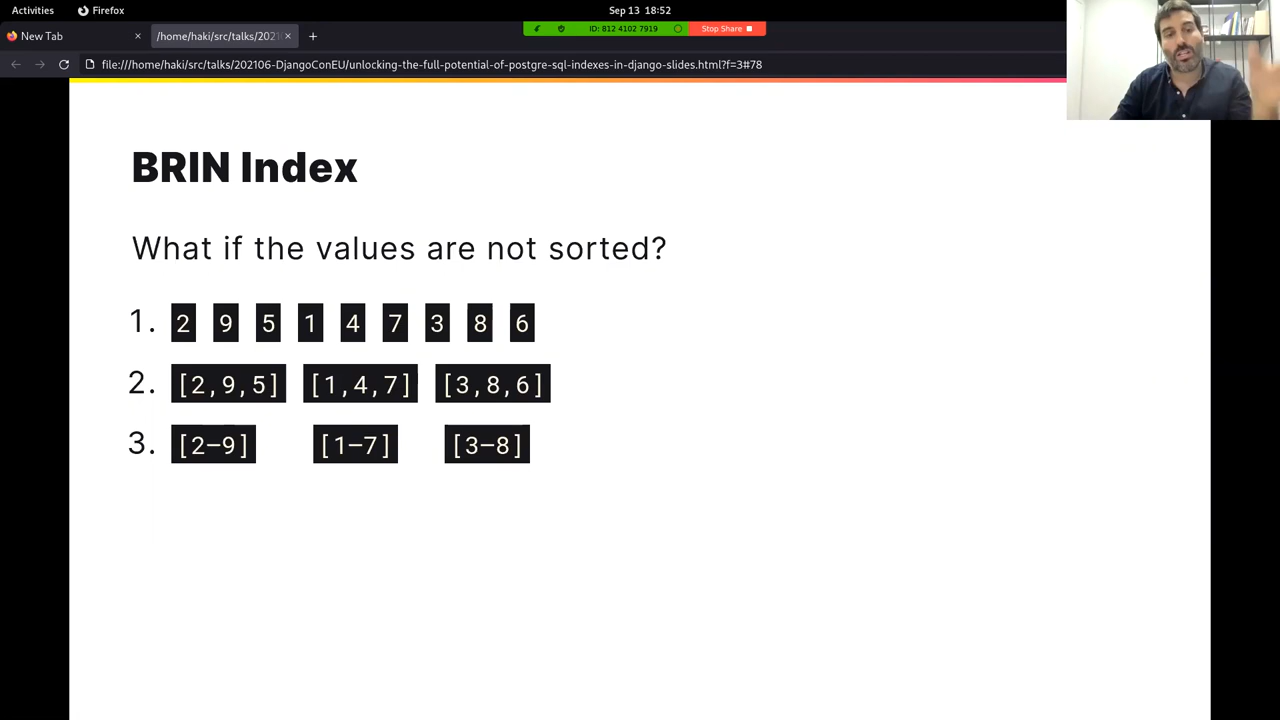 Activities
Firefox
Sep 13 18:52
New Tab
/home/haki/src/talks/2021
ID: 812 4102 7919
Stop Share
file:///home/haki/src/talks/202106-DjangoConEU/unlocking-the-full-potential-of-postgre-sql-indexes-in-django-slides.html?f=3#78
BRIN Index
What if the values are not sorted?
1. 2 9 5 1 4 7 3 8 6
2. [2,9,5] [1,4,7] [3,8,6]
3. [2–9] [1–7] [3–8]